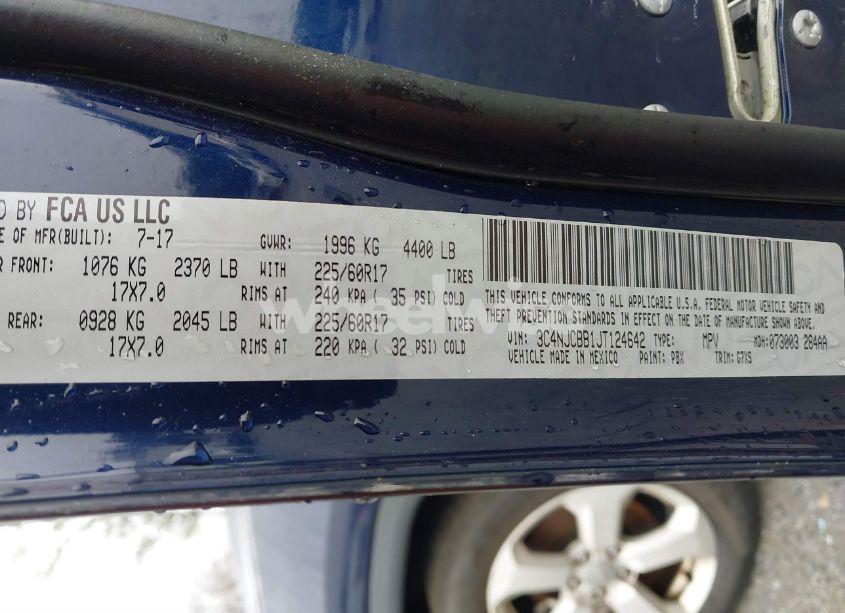 D BY FCA US LLC
E OF MFR(BUILT): 7-17 GVWR: 1996 KG 4400 LB
R FRONT: 1076 KG 2370 LB WITH 225/60R17 TIRES
17X7.0 RIMS AT 240 KPA ( 35 PSI) COLD
REAR: 0928 KG 2045 LB WITH 225/60R17 TIRES
17X7.0 RIMS AT 220 KPA ( 32 PSI) COLD
THIS VEHICLE CONFORMS TO ALL APPLICABLE U.S.A. FEDERAL MOTOR VEHICLE SAFETY AND
THEFT PREVENTION STANDARDS IN EFFECT ON THE DATE OF MANUFACTURE SHOWN ABOVE.
VIN: 3C4NJCBB1JT124642 TYPE: MPV MDH:073003 284AA
VEHICLE MADE IN MEXICO PAINT: PBX TRIM: G7XS